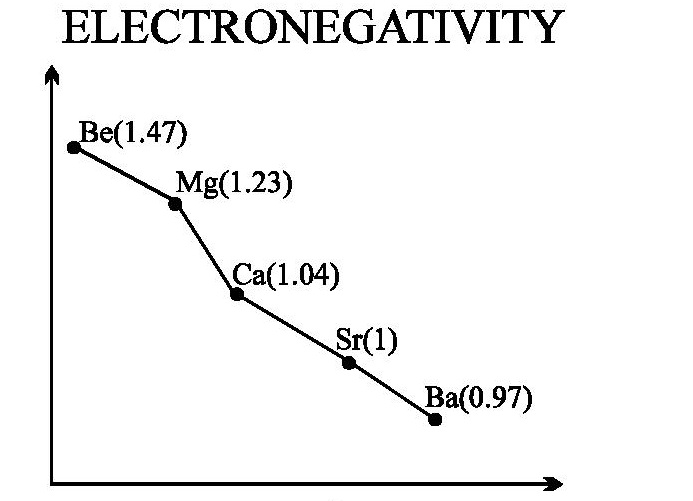 ELECTRONEGATIVITY
Be(1.47)
Mg(1.23)
Ca(1.04)
Sr(1)
Ba(0.97)